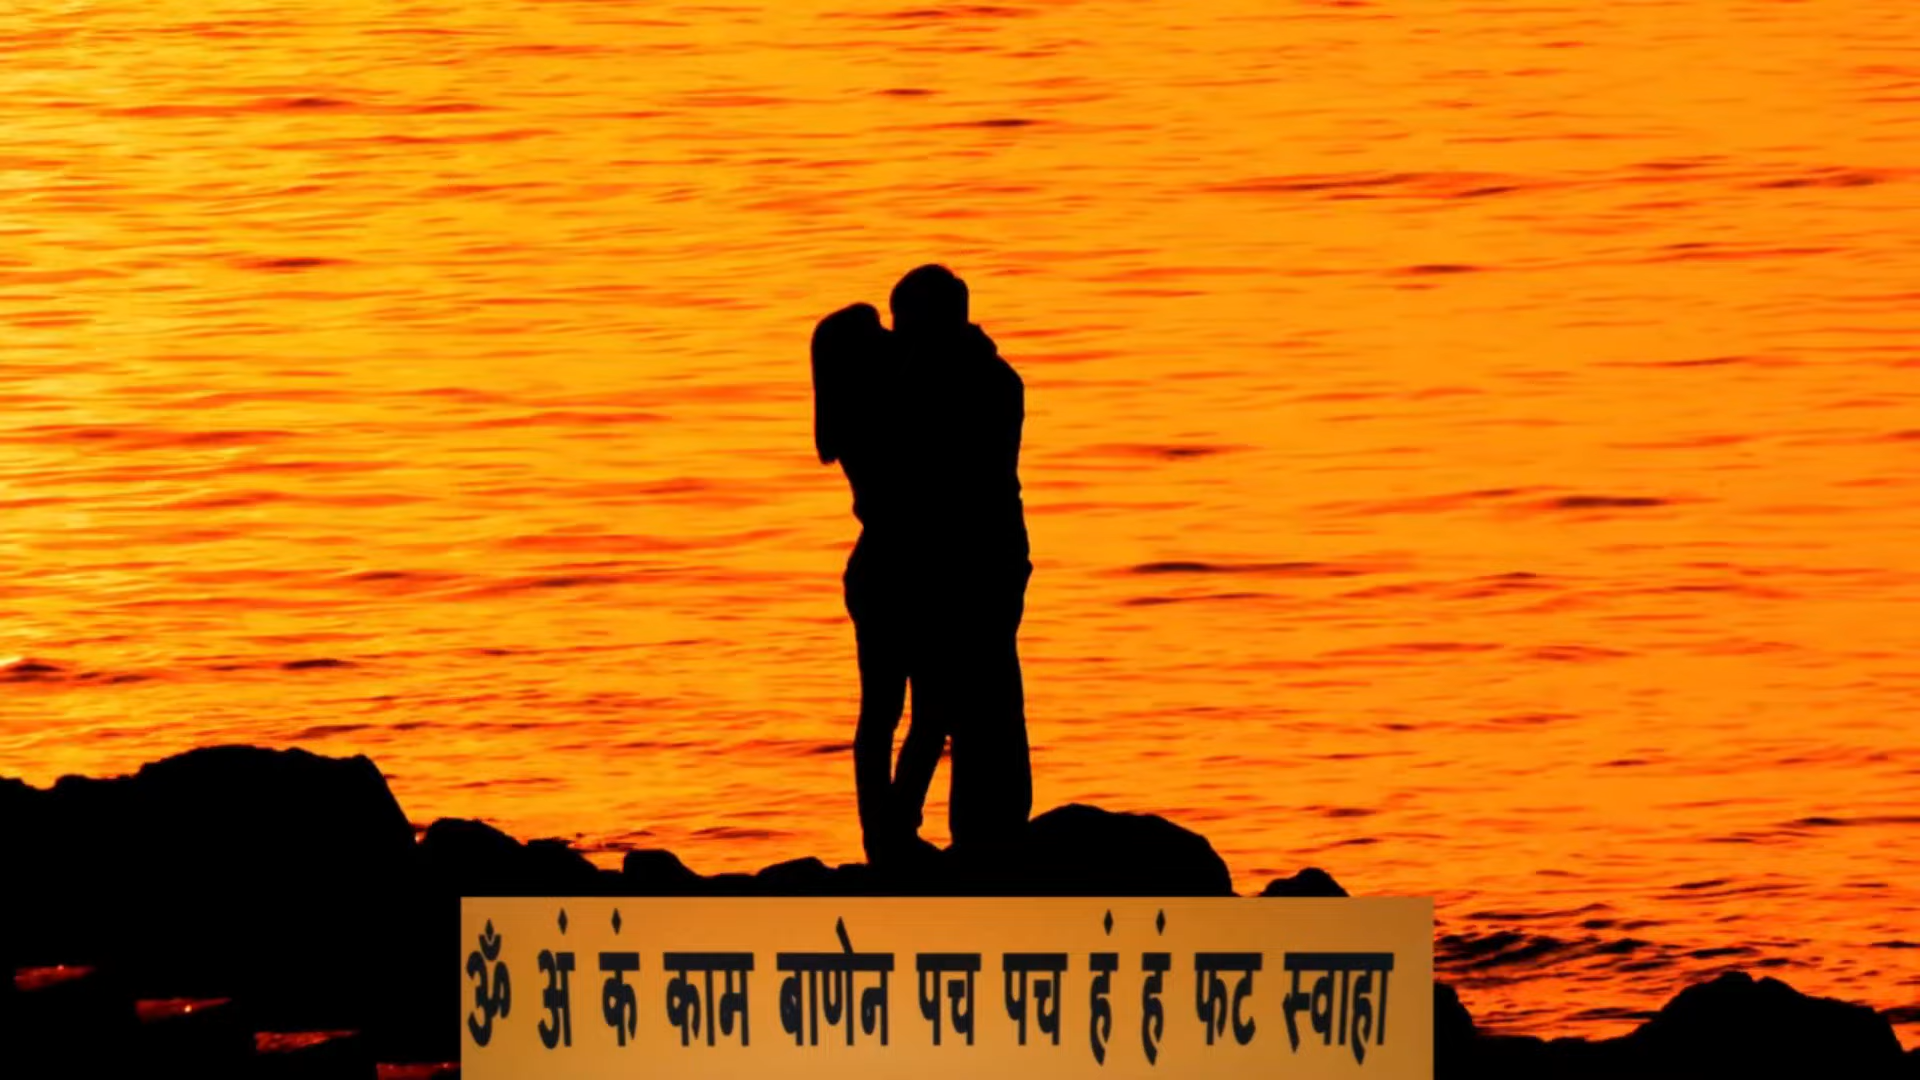 ॐ अं कं काम बाणेन पच पच हं हं फट स्वाहा